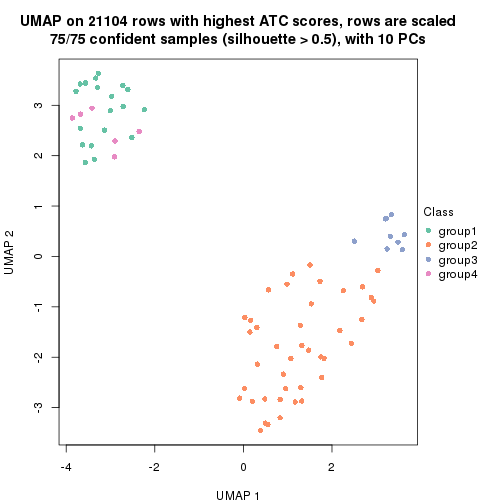 UMAP on 21104 rows with highest ATC scores, rows are scaled
75/75 confident samples (silhouette > 0.5), with 10 PCs
3
2
1
0
-1
-2
-3
UMAP 2
-4
-2
0
2
UMAP 1
Class
group1
group2
group3
group4